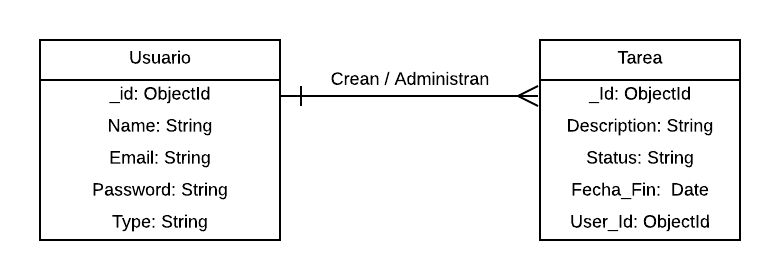 Usuario
_id: ObjectId
Name: String
Email: String
Password: String
Type: String
Crean / Administran
Tarea
_Id: ObjectId
Description: String
Status: String
Fecha_Fin:  Date
User_Id: ObjectId